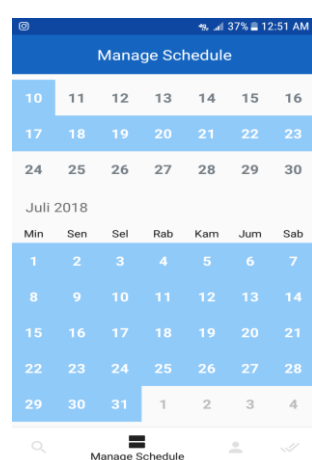 37% 12:51 AM
Manage Schedule
10 11 12 13 14 15 16
17 18 19 20 21 22 23
24 25 26 27 28 29 30
Juli 2018
Min Sen Sel Rab Kam Jum Sab
1 2 3 4 5 6 7
8 9 10 11 12 13 14
15 16 17 18 19 20 21
22 23 24 25 26 27 28
29 30 31 1 2 3 4
Manage Schedule